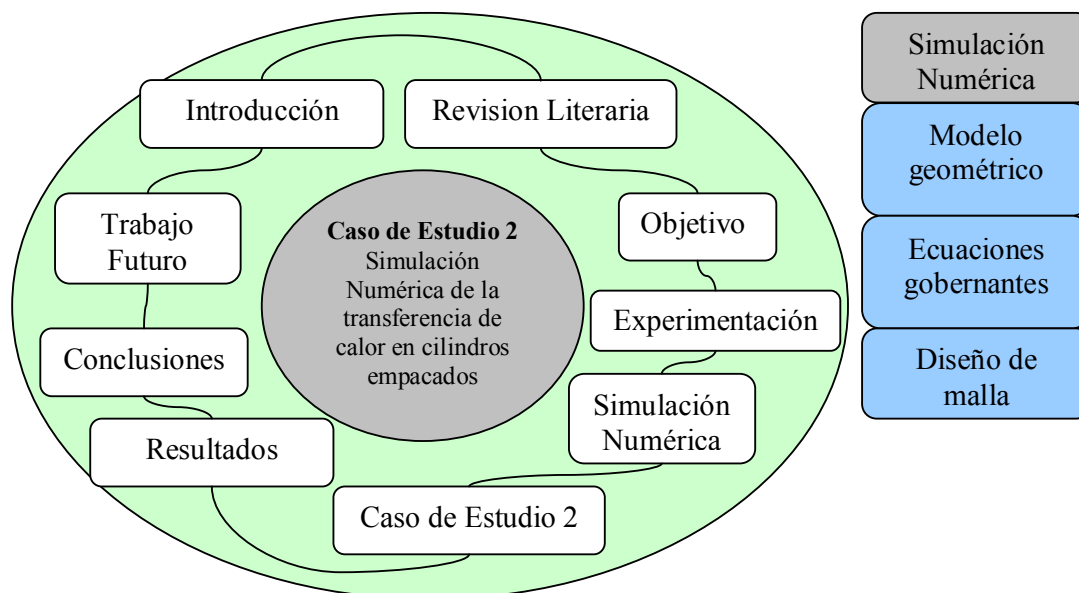 Introducción
Revision Literaria
Trabajo
Futuro
Objetivo
Caso de Estudio 2
Simulación
Numérica de la
transferencia de
calor en cilindros
empacados
Experimentación
Conclusiones
Simulación
Numérica
Resultados
Caso de Estudio 2
Simulación
Numérica
Modelo
geométrico
Ecuaciones
gobernantes
Diseño de
malla